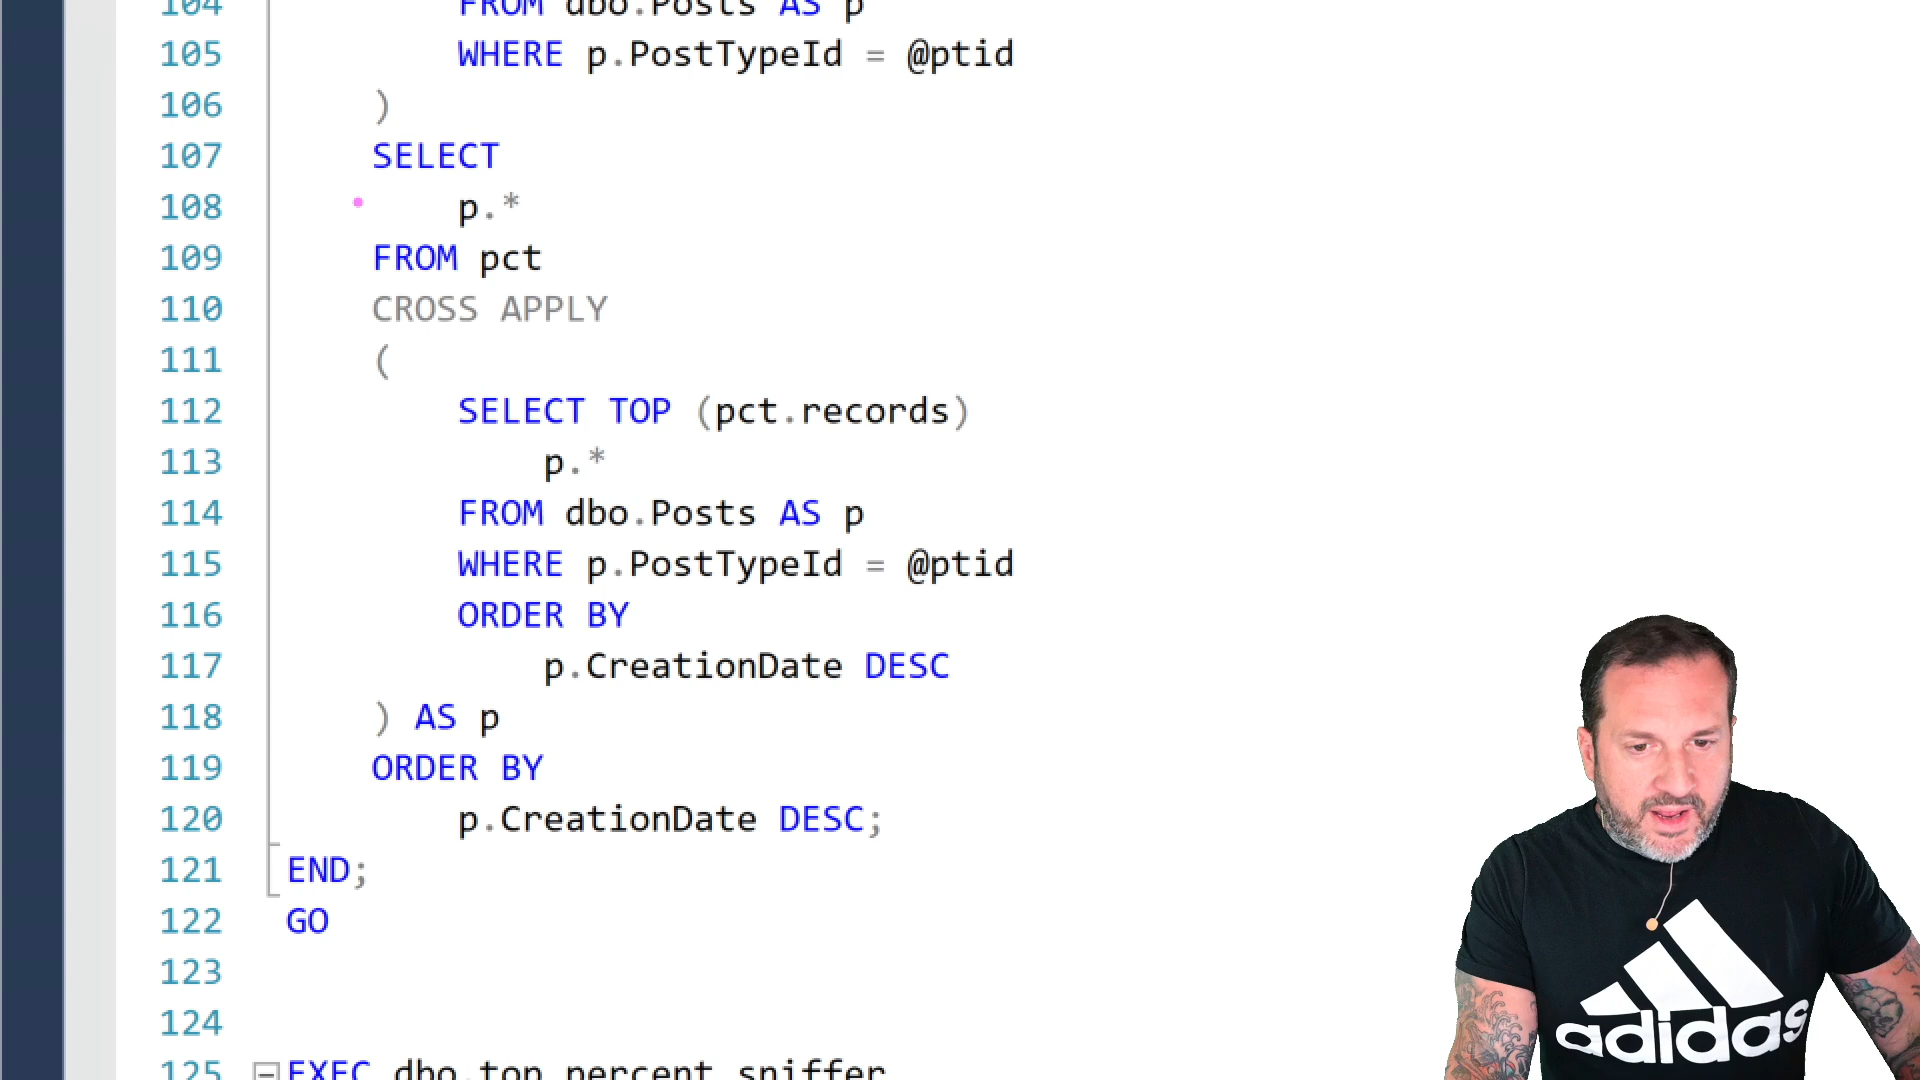 104 FROM dbo.Posts AS p
105 WHERE p.PostTypeId = @ptid
106 )
107 SELECT
108 p.*
109 FROM pct
110 CROSS APPLY
111 (
112 SELECT TOP (pct.records)
113 p.*
114 FROM dbo.Posts AS p
115 WHERE p.PostTypeId = @ptid
116 ORDER BY
117 p.CreationDate DESC
118 ) AS p
119 ORDER BY
120 p.CreationDate DESC;
121 END;
122 GO
123
124
125 EXEC dbo.top_percent_sniffer
adidas